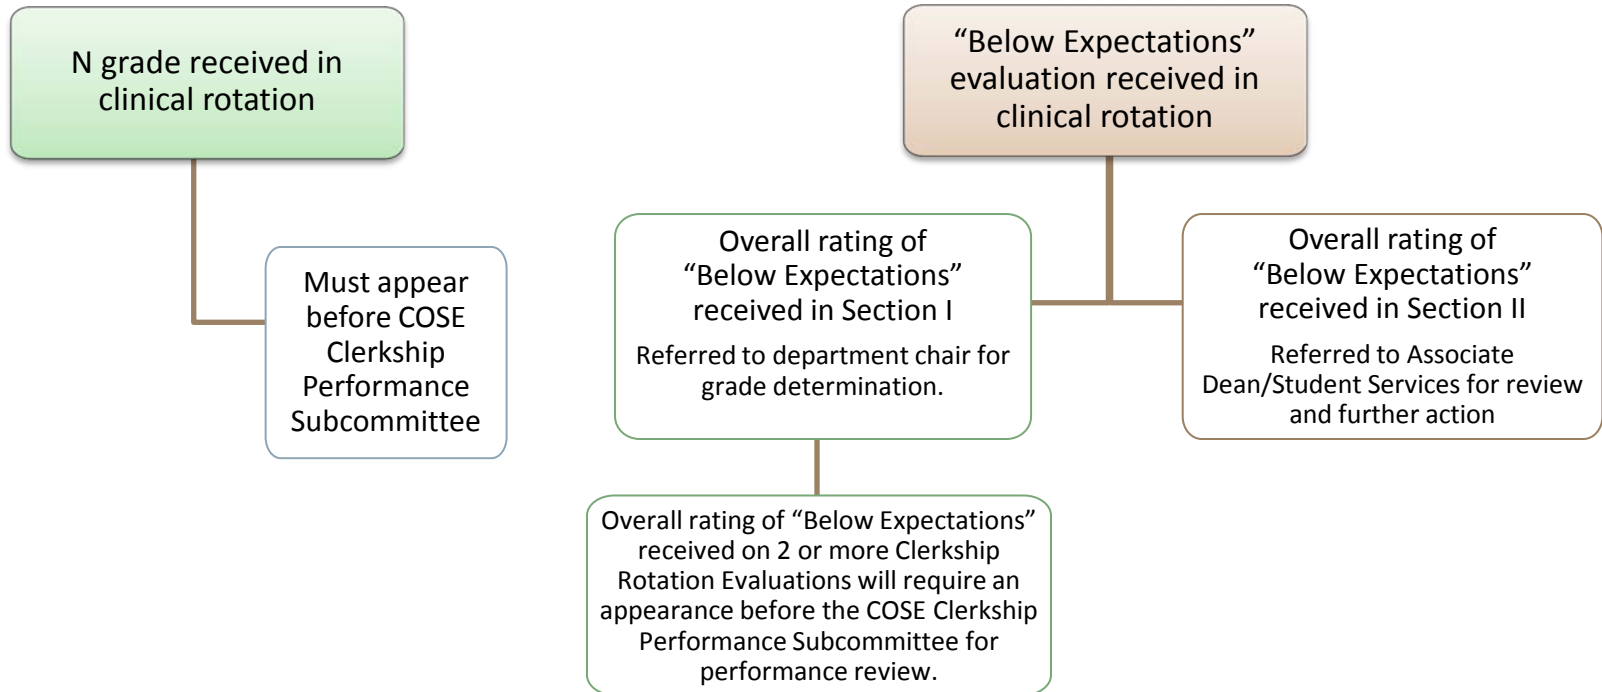 N grade received in
clinical rotation
“Below Expectations”
evaluation received in
clinical rotation
Must appear
before COSE
Clerkship
Performance
Subcommittee
Overall rating of
“Below Expectations”
received in Section I
Referred to department chair for
grade determination.
Overall rating of
“Below Expectations”
received in Section II
Referred to Associate
Dean/Student Services for review
and further action
Overall rating of “Below Expectations”
received on 2 or more Clerkship
Rotation Evaluations will require an
appearance before the COSE Clerkship
Performance Subcommittee for
performance review.